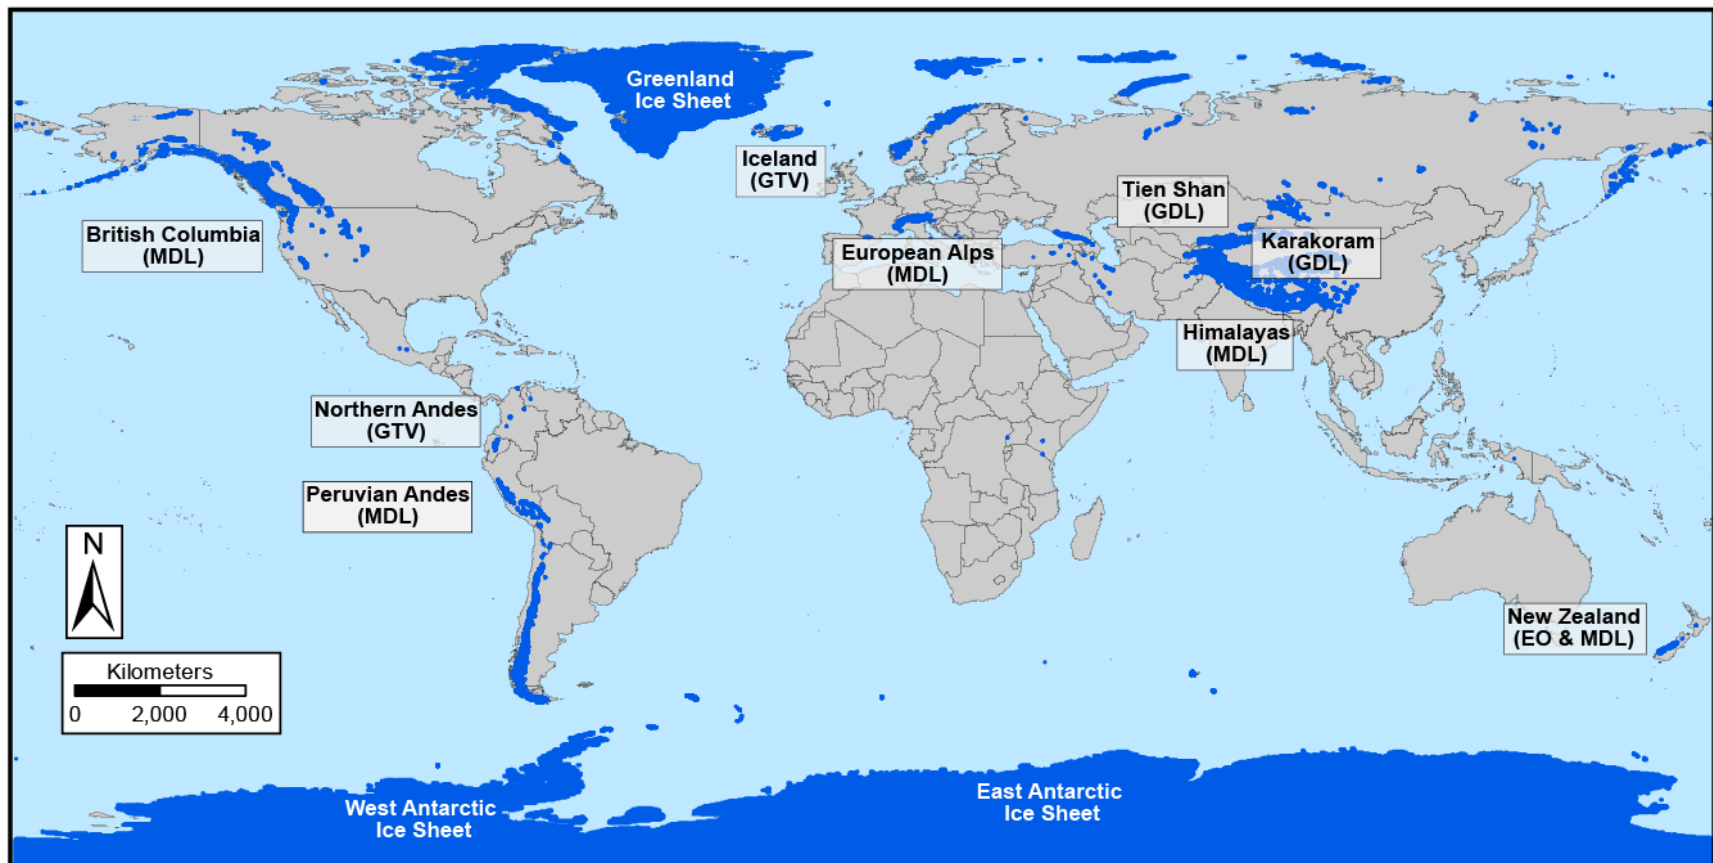 Greenland
Ice Sheet
Iceland
(GTV)
Tien Shan
(GDL)
British Columbia
(MDL)
European Alps
(MDL)
Karakoram
(GDL)
Himalayas
(MDL)
Northern Andes
(GTV)
Peruvian Andes
(MDL)
N
New Zealand
(EO & MDL)
Kilometers
0 2,000 4,000
West Antarctic
Ice Sheet
East Antarctic
Ice Sheet